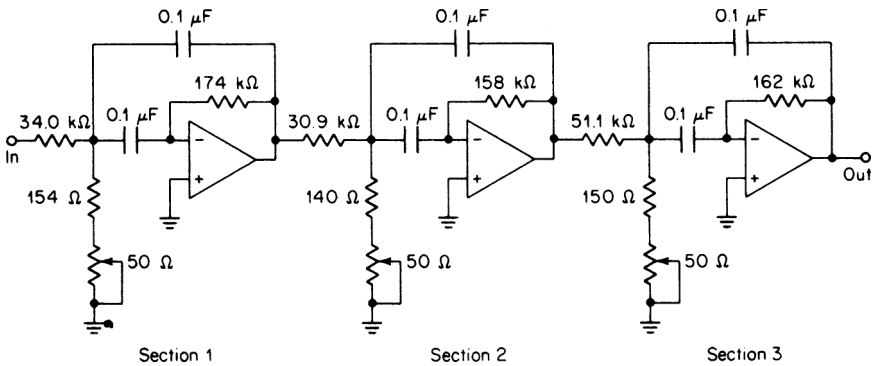 0.1 μF
0.1 μF
0.1 μF
174 kΩ
158 kΩ
162 kΩ
34.0 kΩ
0.1 μF
30.9 kΩ
0.1 μF
51.1 kΩ
0.1 μF
In
−
+
−
+
−
+
Out
154 Ω
140 Ω
150 Ω
50 Ω
50 Ω
50 Ω
Section 1
Section 2
Section 3